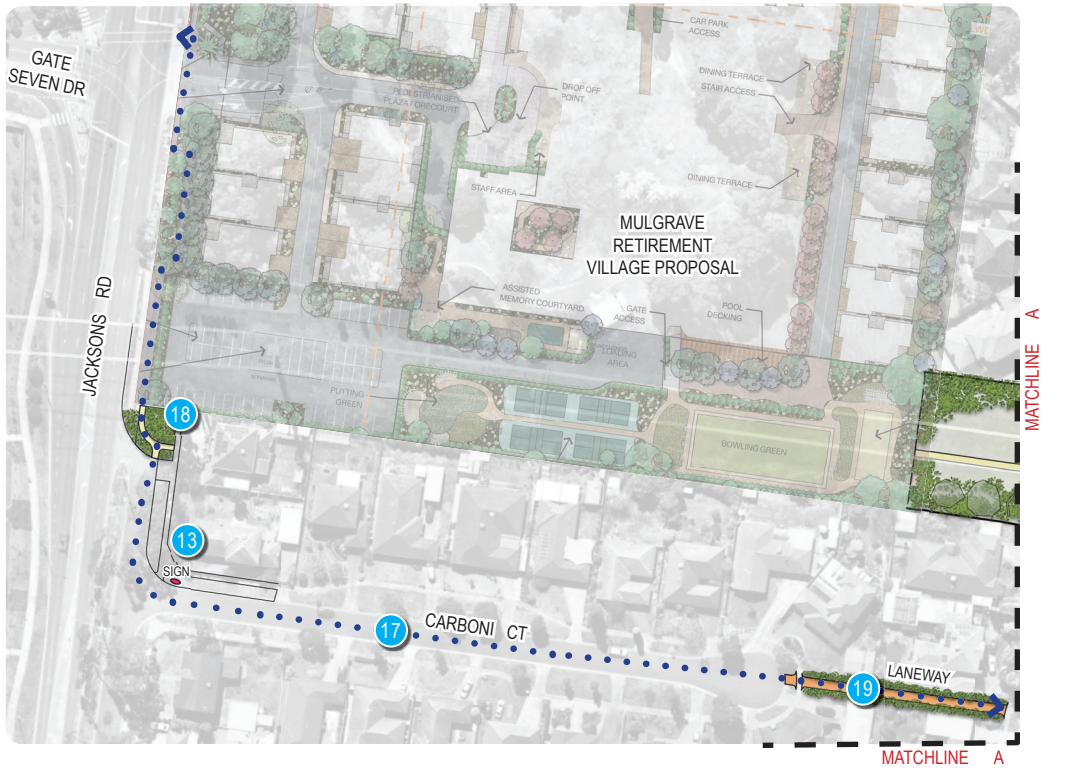 GATE
SEVEN DR
CAR PARK
ACCESS
DINING TERRACE
STAIR ACCESS
PEDESTRIANISED
PLAZA FORECOURT
DROP OFF
POINT
STAFF AREA
DINING TERRACE
MULGRAVE
RETIREMENT
VILLAGE PROPOSAL
JACKSONS RD
ASSISTED
MEMORY COURTYARD
GATE
ACCESS
POOL
DECKING
LOADING
AREA
PUTTING
GREEN
BOWLING GREEN
MATCHLINE A
18
13
SIGN
17
CARBONI CT
19
LANEWAY
MATCHLINE A